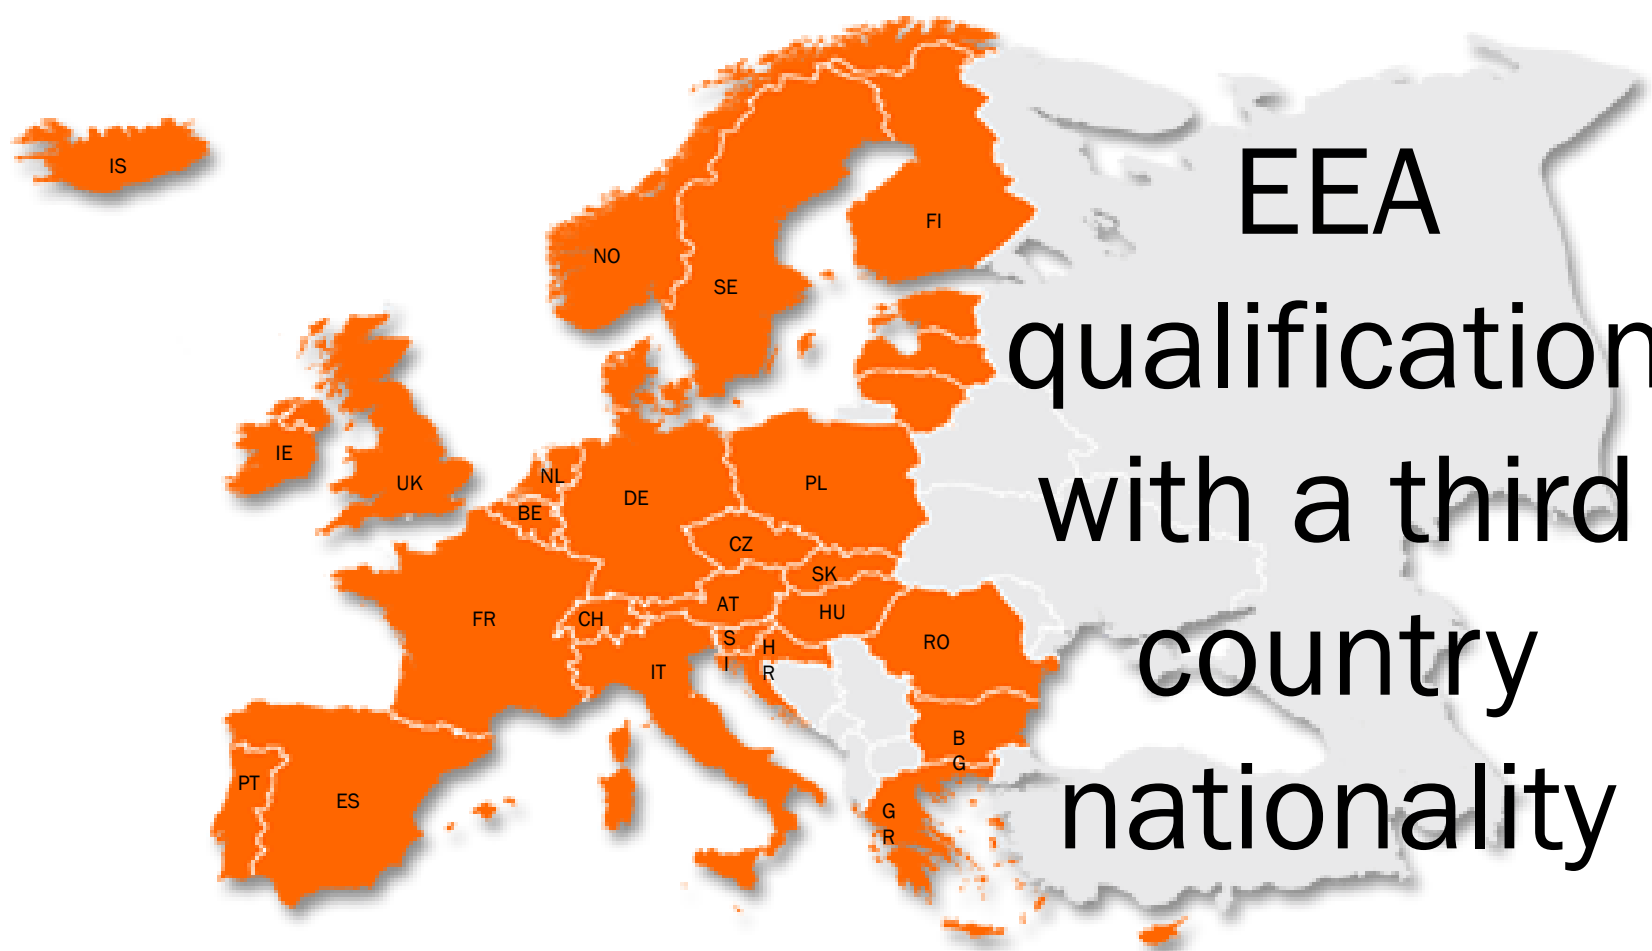 IS
NO
SE
FI
IE
UK
NL
BE
DE
PL
CZ
SK
FR
CH
AT
HU
S
I
H
R
IT
RO
B
G
PT
ES
G
R
EEA
qualification
with a third
country
nationality